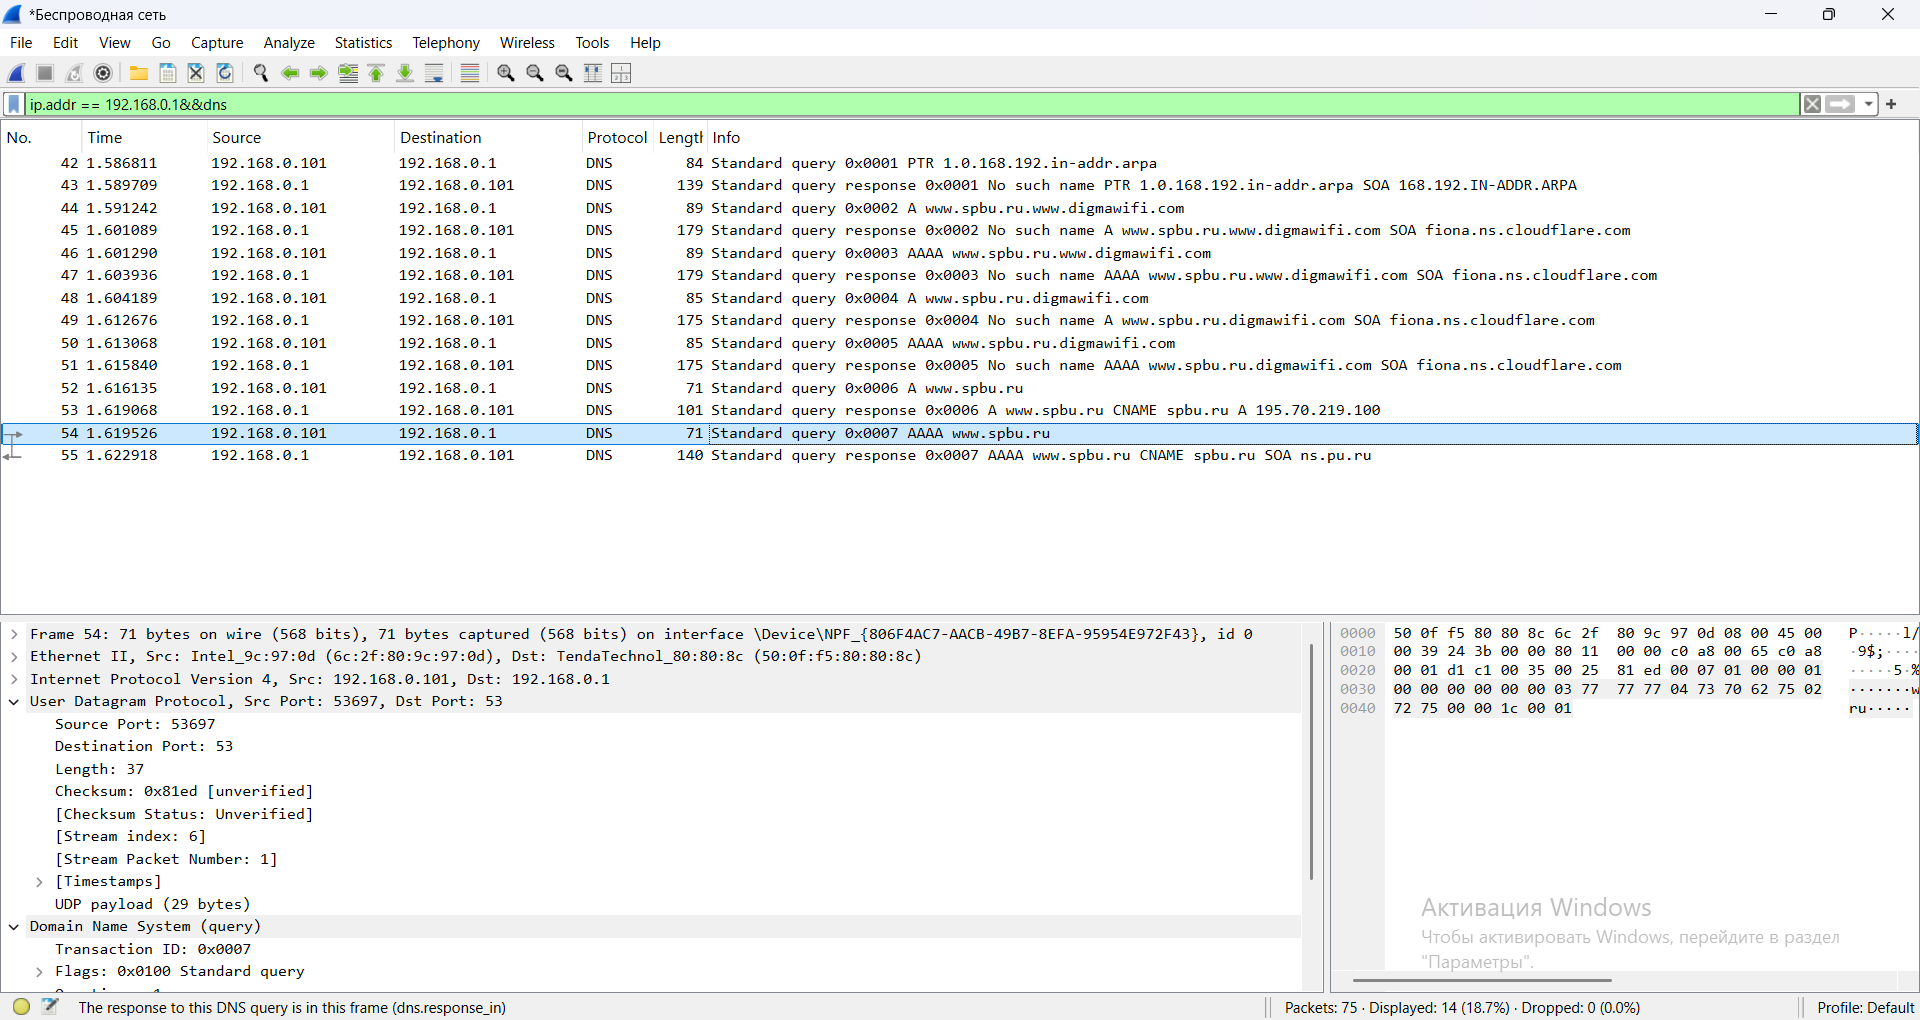 *Беспроводная сеть
File Edit View Go Capture Analyze Statistics Telephony Wireless Tools Help
ip.addr == 192.168.0.1&&dns
No. Time Source Destination Protocol Length Info
42 1.586811 192.168.0.101 192.168.0.1 DNS 84 Standard query 0x0001 PTR 1.0.168.192.in-addr.arpa
43 1.589709 192.168.0.1 192.168.0.101 DNS 139 Standard query response 0x0001 No such name PTR 1.0.168.192.in-addr.arpa SOA 168.192.IN-ADDR.ARPA
44 1.591242 192.168.0.101 192.168.0.1 DNS 89 Standard query 0x0002 A www.spbu.ru.www.digmawifi.com
45 1.601089 192.168.0.1 192.168.0.101 DNS 179 Standard query response 0x0002 No such name A www.spbu.ru.www.digmawifi.com SOA fiona.ns.cloudflare.com
46 1.601290 192.168.0.101 192.168.0.1 DNS 89 Standard query 0x0003 AAAA www.spbu.ru.www.digmawifi.com
47 1.603936 192.168.0.1 192.168.0.101 DNS 179 Standard query response 0x0003 No such name AAAA www.spbu.ru.www.digmawifi.com SOA fiona.ns.cloudflare.com
48 1.604189 192.168.0.101 192.168.0.1 DNS 85 Standard query 0x0004 A www.spbu.ru.digmawifi.com
49 1.612676 192.168.0.1 192.168.0.101 DNS 175 Standard query response 0x0004 No such name A www.spbu.ru.digmawifi.com SOA fiona.ns.cloudflare.com
50 1.613068 192.168.0.101 192.168.0.1 DNS 85 Standard query 0x0005 AAAA www.spbu.ru.digmawifi.com
51 1.615840 192.168.0.1 192.168.0.101 DNS 175 Standard query response 0x0005 No such name AAAA www.spbu.ru.digmawifi.com SOA fiona.ns.cloudflare.com
52 1.616135 192.168.0.101 192.168.0.1 DNS 71 Standard query 0x0006 A www.spbu.ru
53 1.619068 192.168.0.1 192.168.0.101 DNS 101 Standard query response 0x0006 A www.spbu.ru CNAME spbu.ru A 195.70.219.100
54 1.619526 192.168.0.101 192.168.0.1 DNS 71 Standard query 0x0007 AAAA www.spbu.ru
55 1.622918 192.168.0.1 192.168.0.101 DNS 140 Standard query response 0x0007 AAAA www.spbu.ru CNAME spbu.ru SOA ns.pu.ru
Frame 54: 71 bytes on wire (568 bits), 71 bytes captured (568 bits) on interface \Device\NPF_{806F4AC7-AACB-49B7-8EFA-95954E972F43}, id 0
Ethernet II, Src: Intel_9c:97:0d (6c:2f:80:9c:97:0d), Dst: TendaTechnol_80:80:8c (50:0f:f5:80:80:8c)
Internet Protocol Version 4, Src: 192.168.0.101, Dst: 192.168.0.1
User Datagram Protocol, Src Port: 53697, Dst Port: 53
Source Port: 53697
Destination Port: 53
Length: 37
Checksum: 0x81ed [unverified]
[Checksum Status: Unverified]
[Stream index: 6]
[Stream Packet Number: 1]
[Timestamps]
UDP payload (29 bytes)
Domain Name System (query)
Transaction ID: 0x0007
Flags: 0x0100 Standard query
0000 50 0f f5 80 80 8c 6c 2f 80 9c 97 0d 08 00 45 00 P·····l/
0010 00 39 24 3b 00 00 80 11 00 00 c0 a8 00 65 c0 a8 ·9$;····
0020 00 01 d1 c1 00 35 00 25 81 ed 00 07 01 00 00 01 ·····5·%
0030 00 00 00 00 00 00 03 77 77 77 04 73 70 62 75 02 ·······w
0040 72 75 00 00 1c 00 01 ru·····
Активация Windows
Чтобы активировать Windows, перейдите в раздел
"Параметры".
The response to this DNS query is in this frame (dns.response_in)
Packets: 75 · Displayed: 14 (18.7%) · Dropped: 0 (0.0%)
Profile: Default